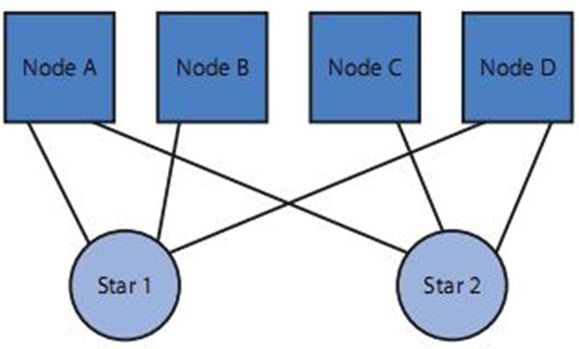 Node A
Node B
Node C
Node D
Star 1
Star 2